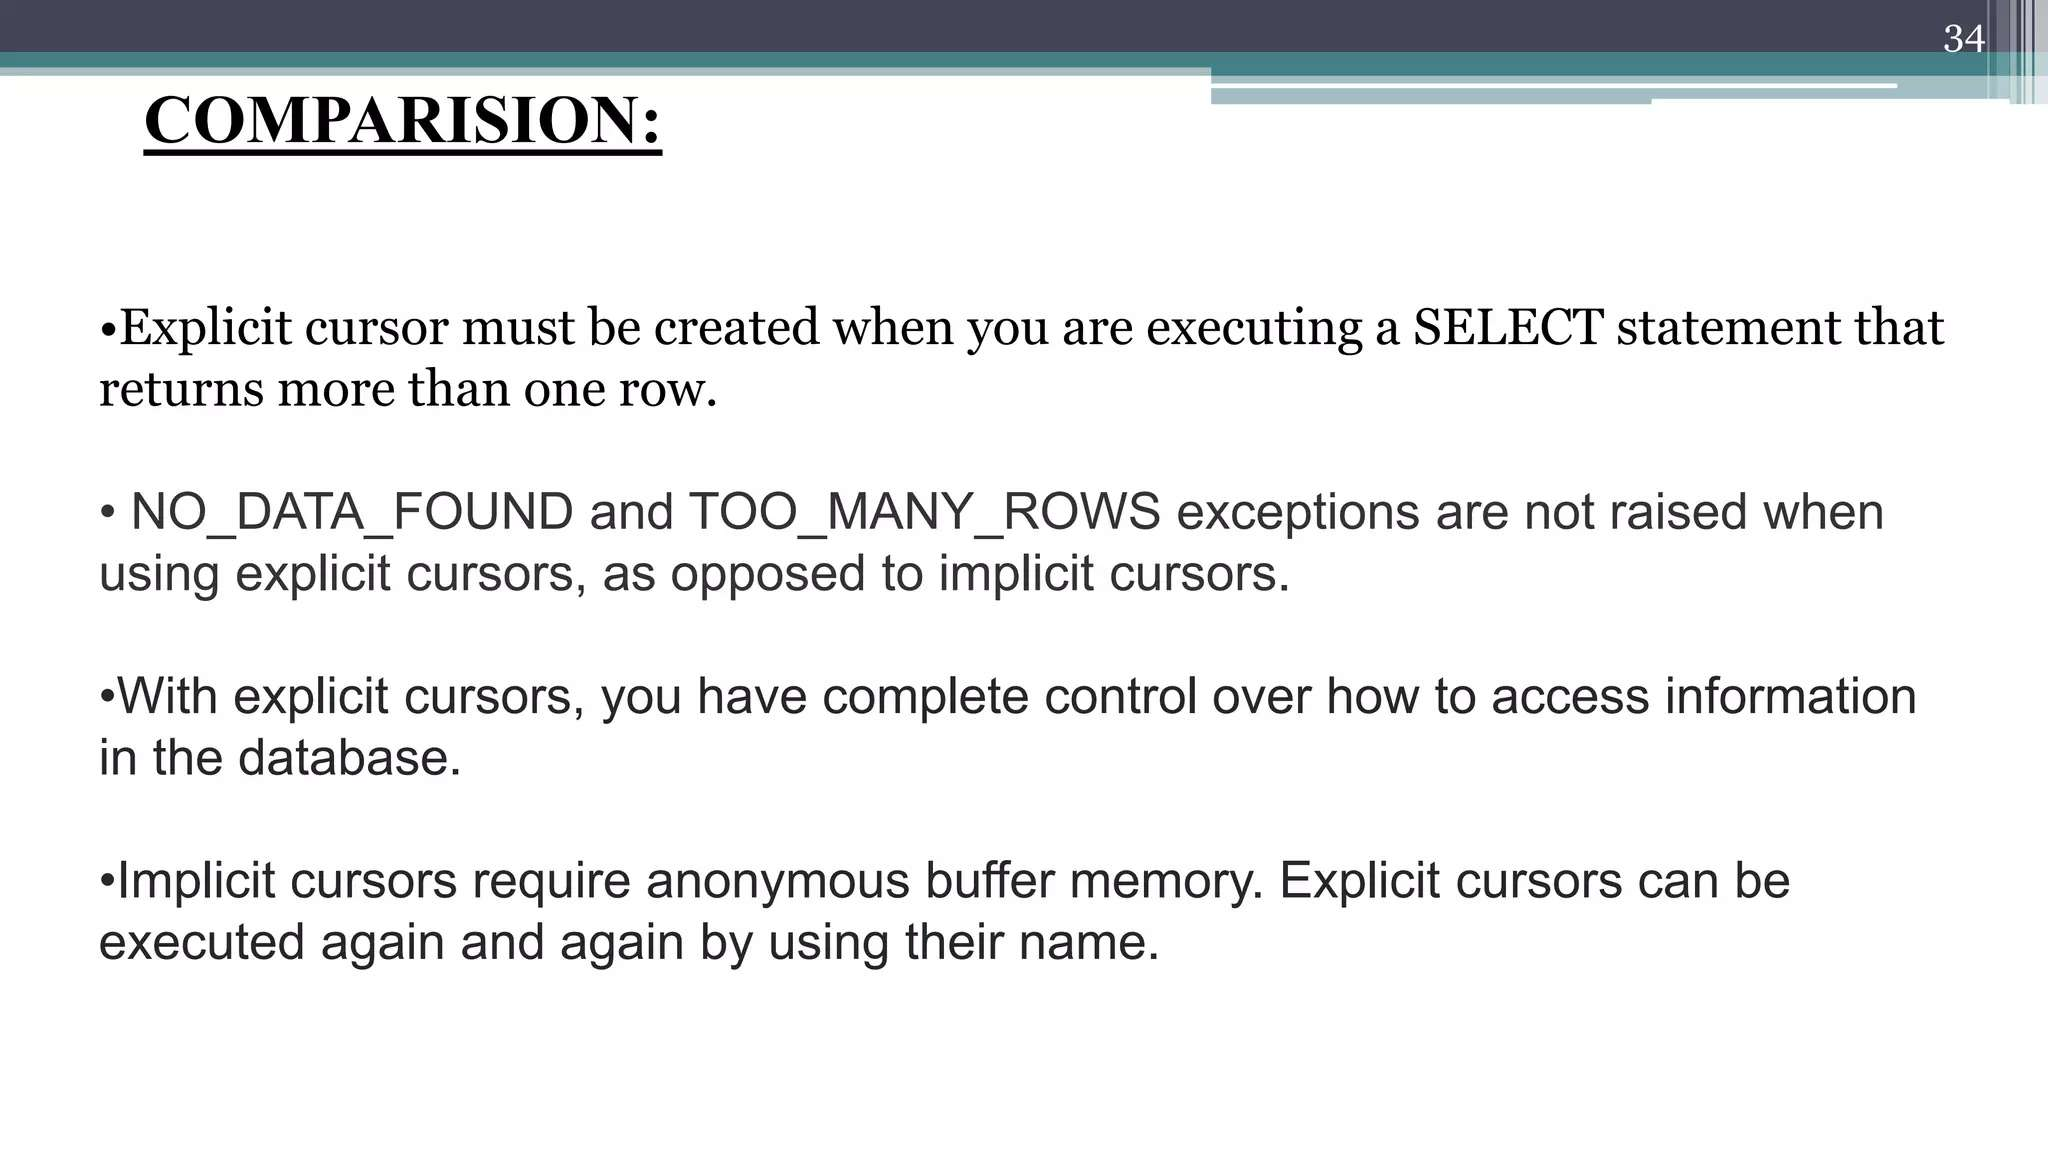 34
COMPARISION:
•Explicit cursor must be created when you are executing a SELECT statement that
returns more than one row.
• NO_DATA_FOUND and TOO_MANY_ROWS exceptions are not raised when
using explicit cursors, as opposed to implicit cursors.
•With explicit cursors, you have complete control over how to access information
in the database.
•Implicit cursors require anonymous buffer memory. Explicit cursors can be
executed again and again by using their name.